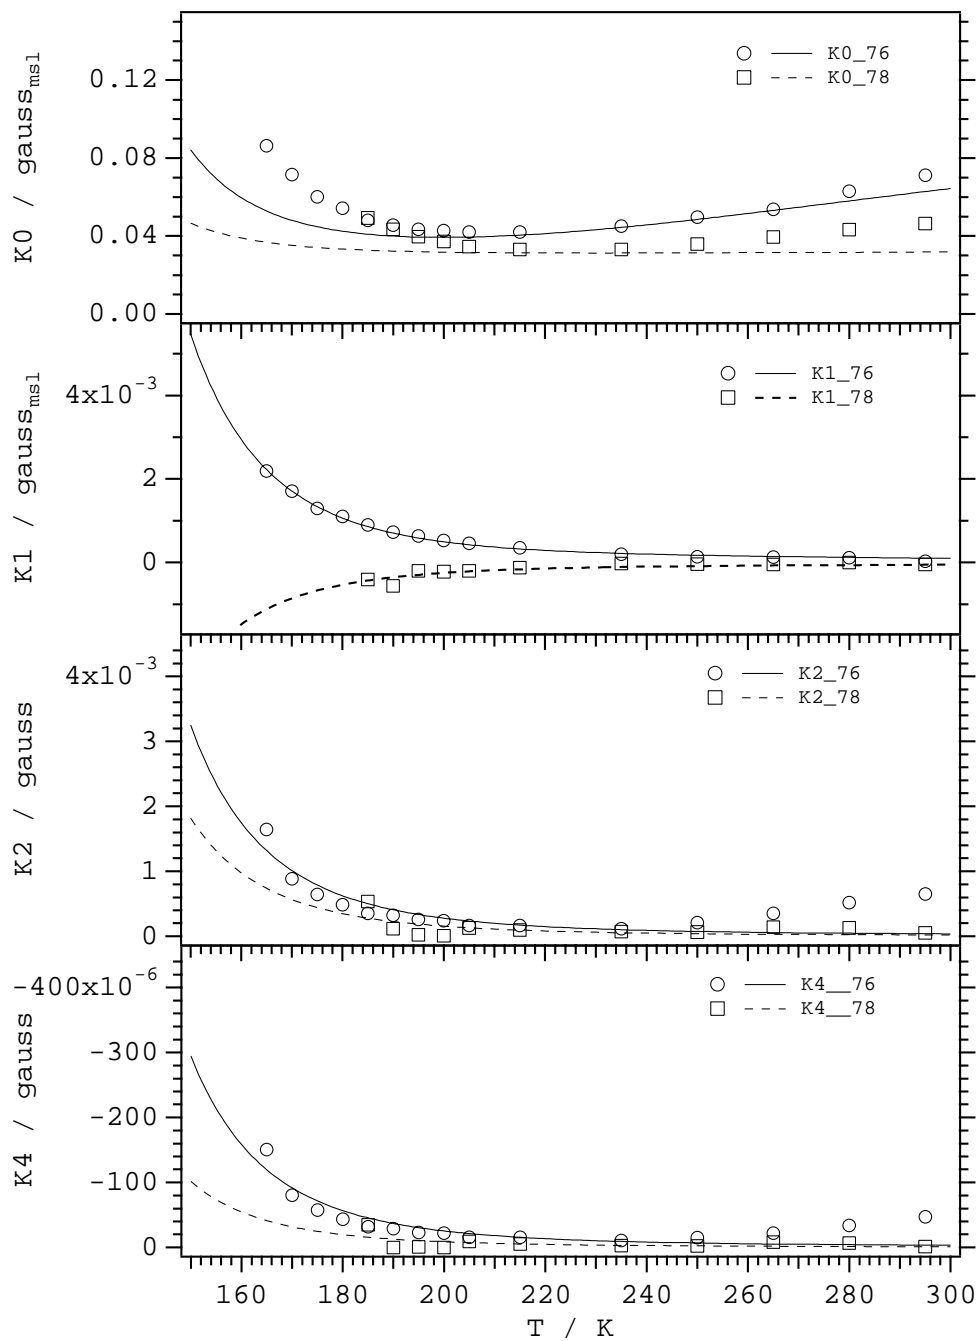 K0 / gauss_msl
0.12
0.08
0.04
0.00
K0_76
K0_78
K1 / gauss_msl
4x10^-3
2
0
K1_76
K1_78
K2 / gauss
4x10^-3
3
2
1
0
K2_76
K2_78
K4 / gauss
-400x10^-6
-300
-200
-100
0
K4__76
K4__78
160 180 200 220 240 260 280 300
T / K